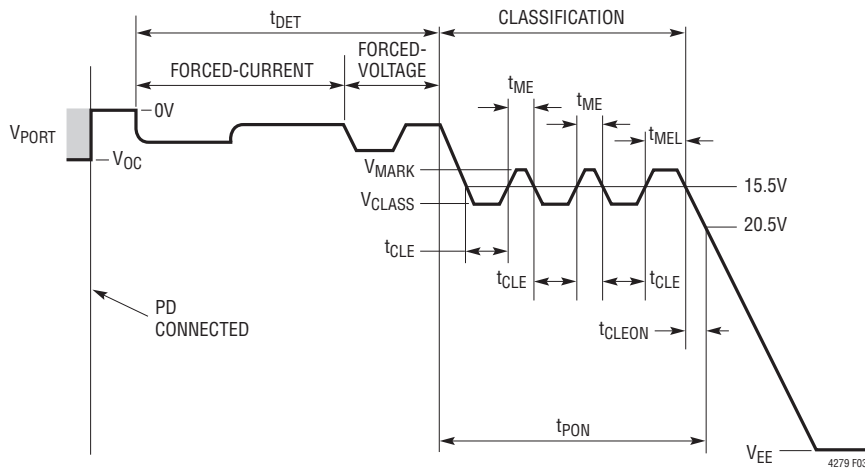 tDET
CLASSIFICATION
FORCED-CURRENT
FORCED-
VOLTAGE
tME
tME
tMEL
0V
VPORT
VOC
VMARK
15.5V
VCLASS
20.5V
tCLE
tCLE
tCLE
PD
CONNECTED
tCLEON
tPON
VEE
4279 F03